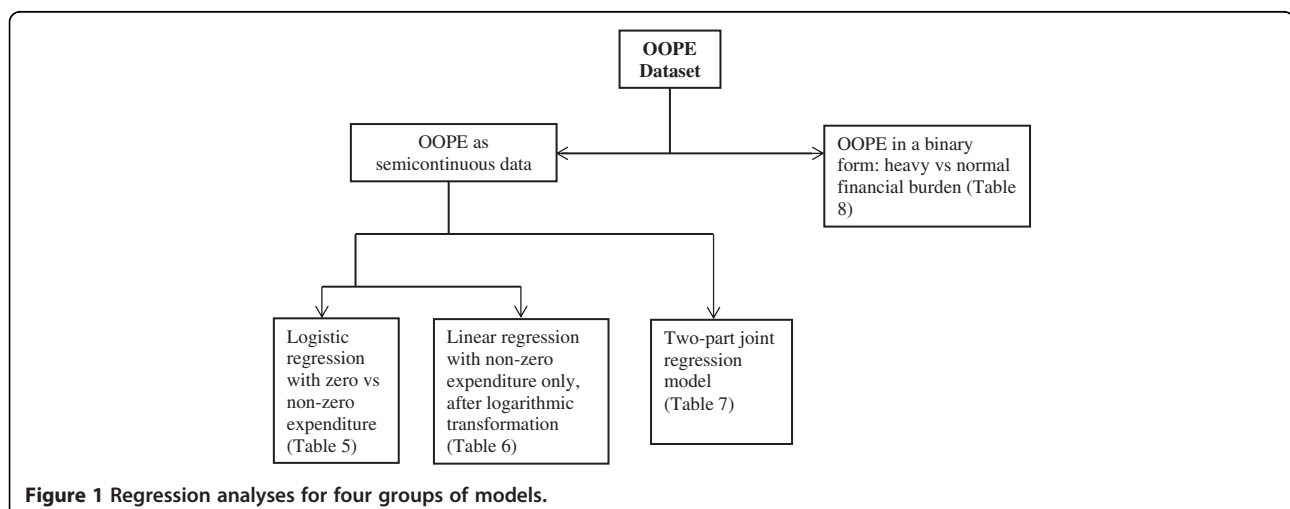 OOPE
Dataset
OOPE as
semicontinuous data
OOPE in a binary
form: heavy vs normal
financial burden (Table
8)
Logistic
regression
with zero vs
non-zero
expenditure
(Table 5)
Linear regression
with non-zero
expenditure only,
after logarithmic
transformation
(Table 6)
Two-part joint
regression
model
(Table 7)
Figure 1 Regression analyses for four groups of models.